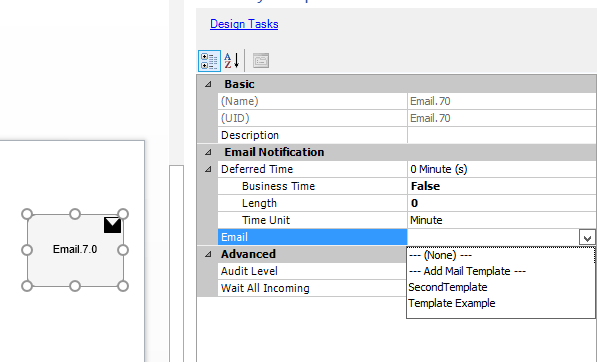 Design Tasks
A
Z
Basic
(Name) Email.70
(UID) Email.70
Description
Email Notification
Deferred Time 0 Minute (s)
Business Time False
Length 0
Time Unit Minute
Email
Advanced
Audit Level
Wait All Incoming
--- (None) ---
--- Add Mail Template ---
SecondTemplate
Template Example
Email.7.0